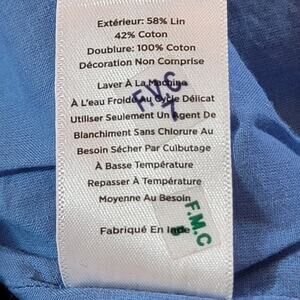 Extérieur: 58% Lin
42% Coton
Doublure: 100% Coton
Décoration Non Comprise
Laver À La Machine
À L'eau Froide Au Cycle Délicat
Utiliser Seulement Un Agent De
Blanchiment Sans Chlorure Au
Besoin Sécher Par Culbutage
À Basse Température
Repasser À Température
Moyenne Au Besoin
F.M.C
Fabriqué En Inde